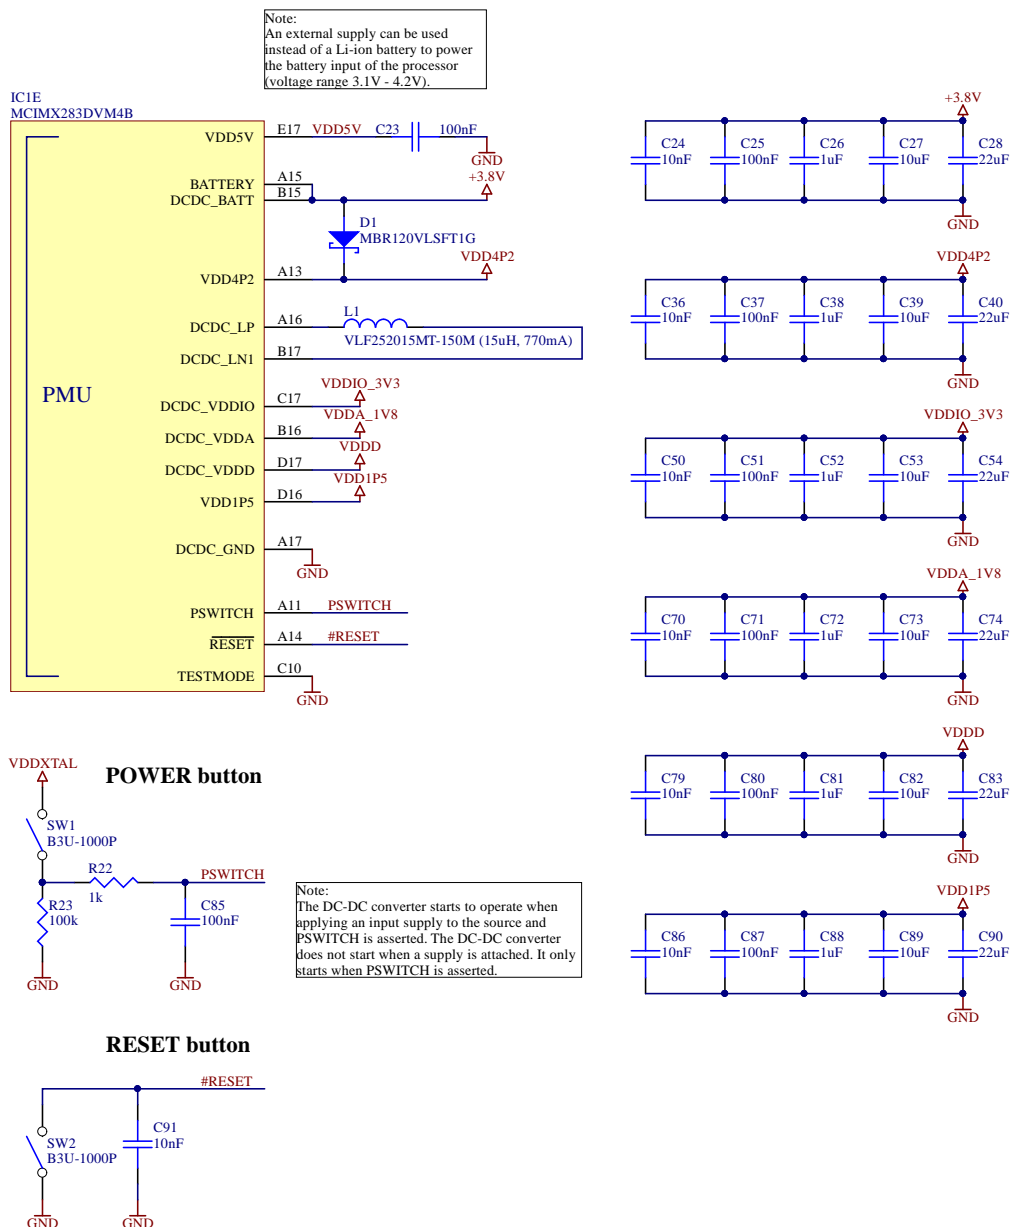 Note:
An external supply can be used
instead of a Li-ion battery to power
the battery input of the processor
(voltage range 3.1V - 4.2V).
IC1E
MCIMX283DVM4B
PMU
VDD5V E17 VDD5V C23 100nF
GND
BATTERY A15
DCDC_BATT B15
+3.8V
D1
MBR120VLSFT1G
VDD4P2 A13
VDD4P2
DCDC_LP A16
L1
VLF252015MT-150M (15uH, 770mA)
DCDC_LN1 B17
DCDC_VDDIO C17 VDDIO_3V3
DCDC_VDDA B16 VDDA_1V8
DCDC_VDDD D17 VDDD
VDD1P5 D16 VDD1P5
DCDC_GND A17
GND
PSWITCH A11 PSWITCH
RESET A14 #RESET
TESTMODE C10
GND
+3.8V
C24 C25 C26 C27 C28
10nF 100nF 1uF 10uF 22uF
GND
VDD4P2
C36 C37 C38 C39 C40
10nF 100nF 1uF 10uF 22uF
GND
VDDIO_3V3
C50 C51 C52 C53 C54
10nF 100nF 1uF 10uF 22uF
GND
VDDA_1V8
C70 C71 C72 C73 C74
10nF 100nF 1uF 10uF 22uF
GND
VDDD
C79 C80 C81 C82 C83
10nF 100nF 1uF 10uF 22uF
GND
VDD1P5
C86 C87 C88 C89 C90
10nF 100nF 1uF 10uF 22uF
GND
POWER button
VDDXTAL
SW1
B3U-1000P
R22
1k
PSWITCH
R23
100k
C85
100nF
GND
GND
Note:
The DC-DC converter starts to operate when
applying an input supply to the source and
PSWITCH is asserted. The DC-DC converter
does not start when a supply is attached. It only
starts when PSWITCH is asserted.
RESET button
#RESET
SW2
B3U-1000P
C91
10nF
GND
GND